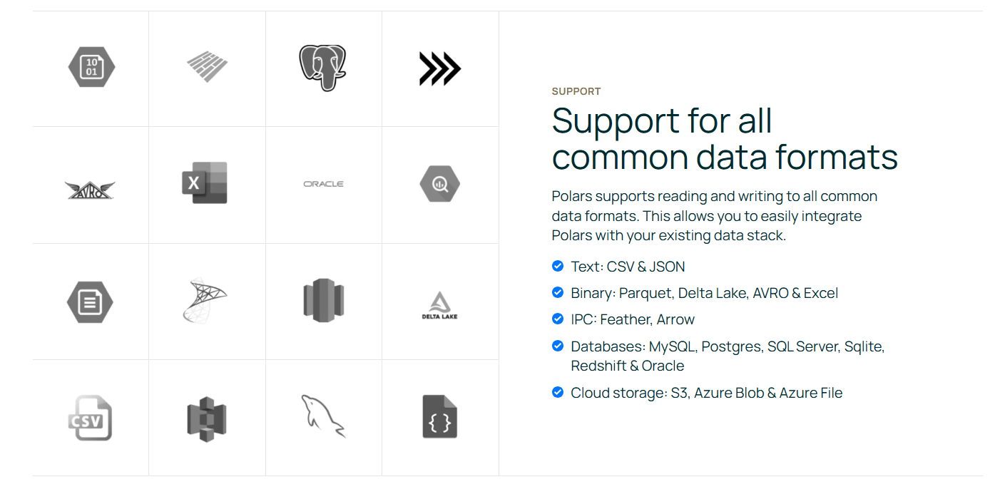 10
01
AVRO
X
ORACLE
DELTA LAKE
CSV
{ }
SUPPORT
Support for all
common data formats
Polars supports reading and writing to all common
data formats. This allows you to easily integrate
Polars with your existing data stack.
Text: CSV & JSON
Binary: Parquet, Delta Lake, AVRO & Excel
IPC: Feather, Arrow
Databases: MySQL, Postgres, SQL Server, Sqlite,
Redshift & Oracle
Cloud storage: S3, Azure Blob & Azure File